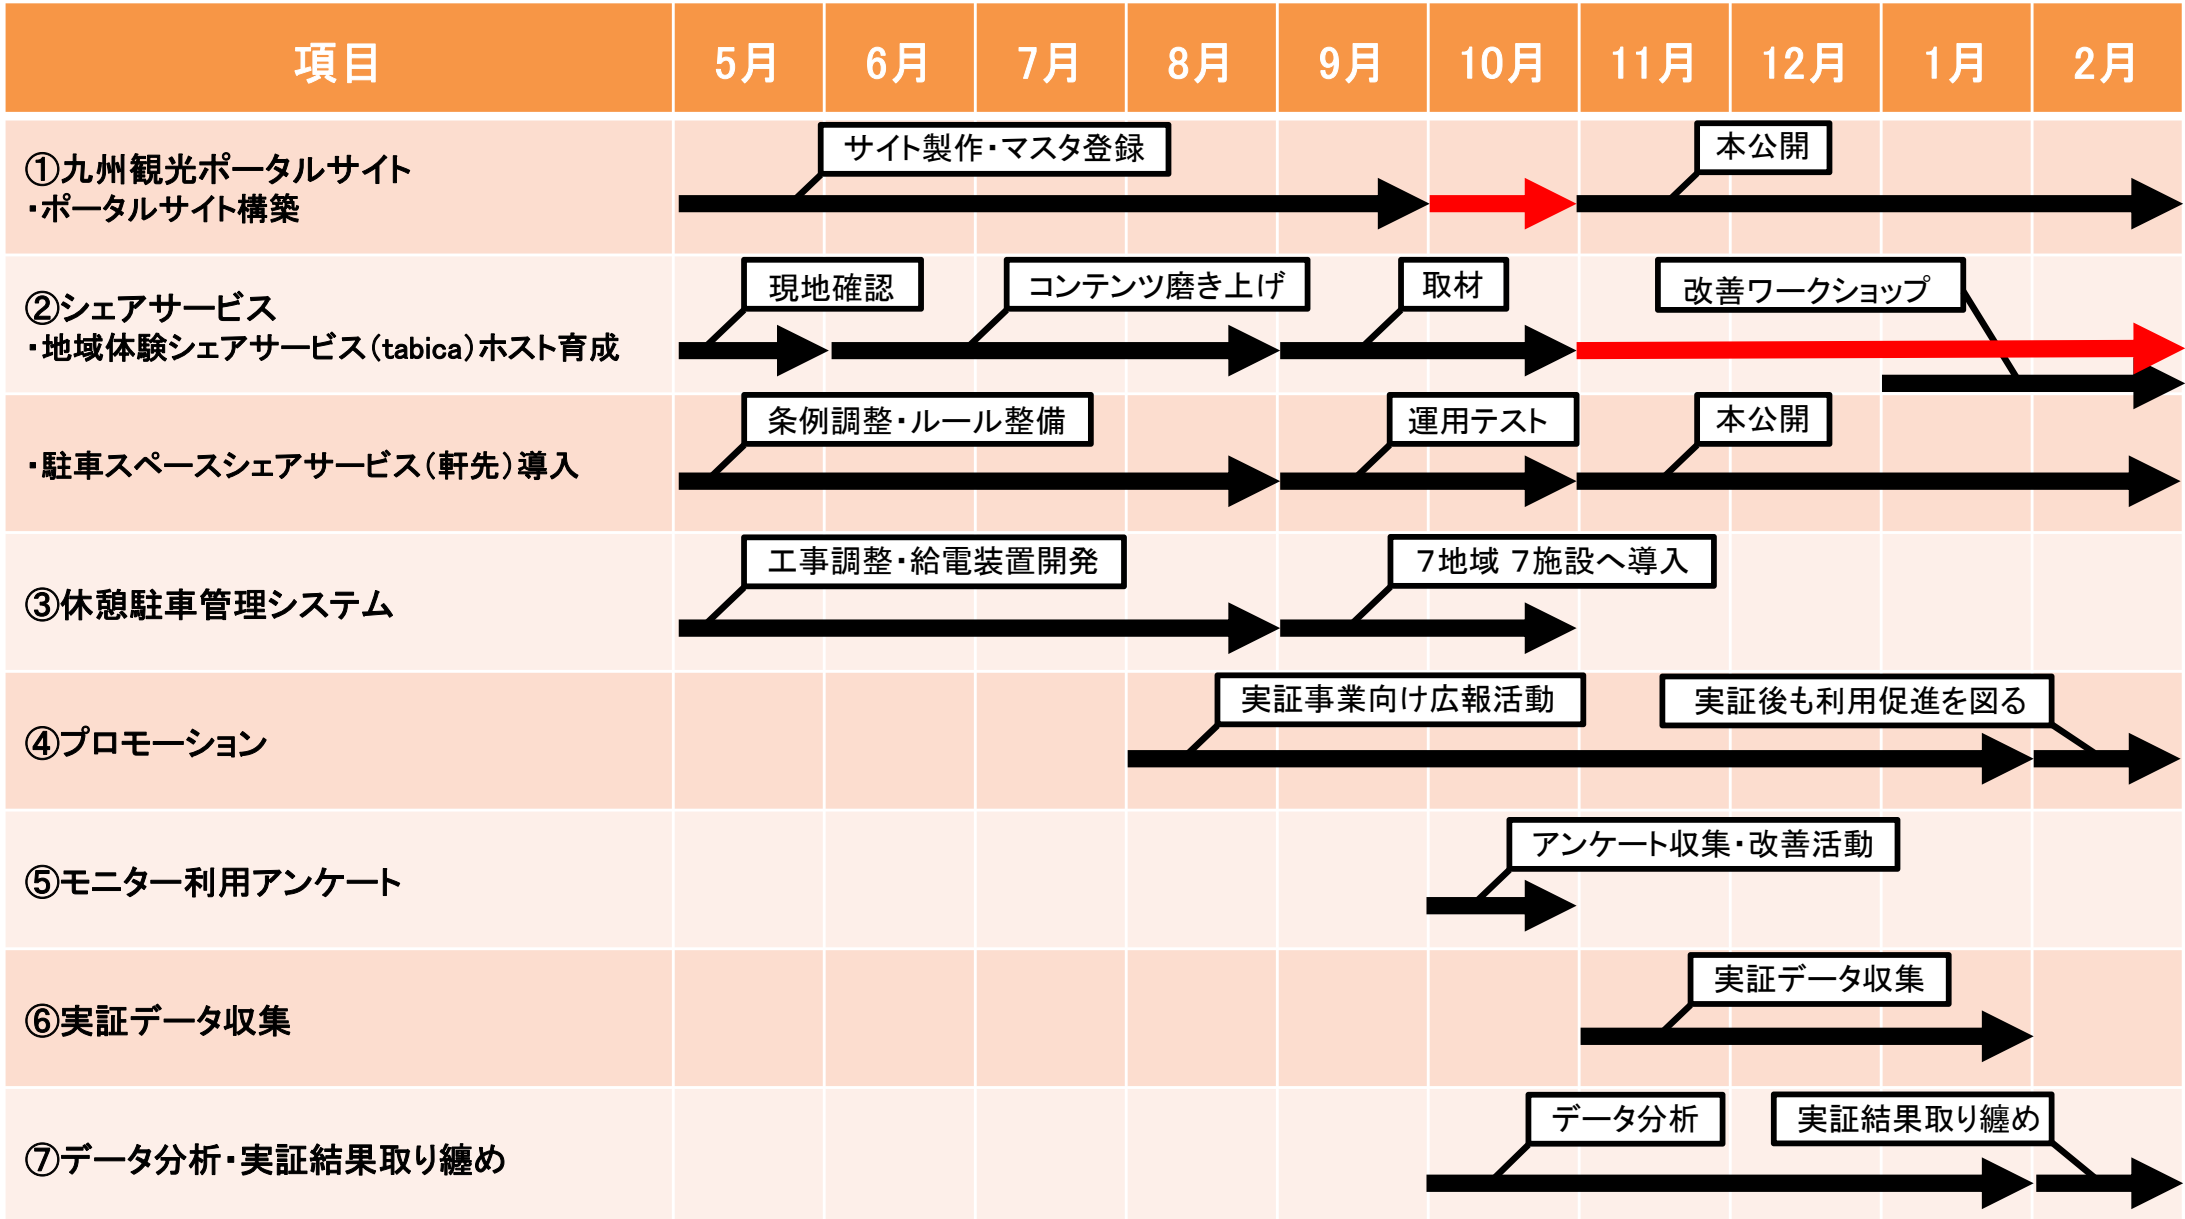 項目
5月
6月
7月
8月
9月
10月
11月
12月
1月
2月
①九州観光ポータルサイト
・ポータルサイト構築
サイト製作・マスタ登録
本公開
②シェアサービス
・地域体験シェアサービス（tabica）ホスト育成
現地確認
コンテンツ磨き上げ
取材
改善ワークショップ
・駐車スペースシェアサービス（軒先）導入
条例調整・ルール整備
運用テスト
本公開
③休憩駐車管理システム
工事調整・給電装置開発
7地域 7施設へ導入
④プロモーション
実証事業向け広報活動
実証後も利用促進を図る
⑤モニター利用アンケート
アンケート収集・改善活動
⑥実証データ収集
実証データ収集
⑦データ分析・実証結果取り纏め
データ分析
実証結果取り纏め